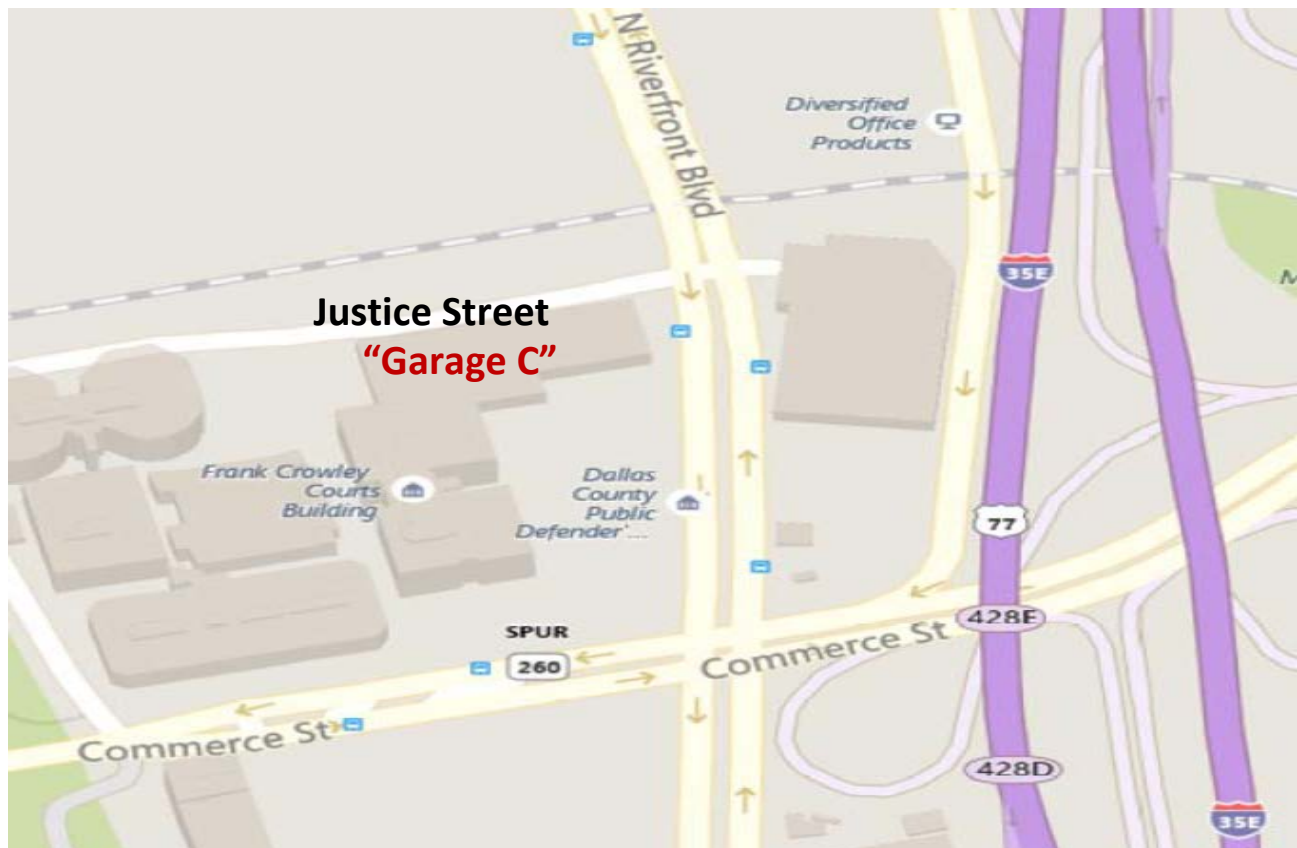 N Riverfront Blvd
Diversified
Office
Products
35E
Justice Street
“Garage C”
Frank Crowley
Courts
Building
Dallas
County
Public
Defender'...
77
428E
SPUR
260
Commerce St
Commerce St
428D
35E
M